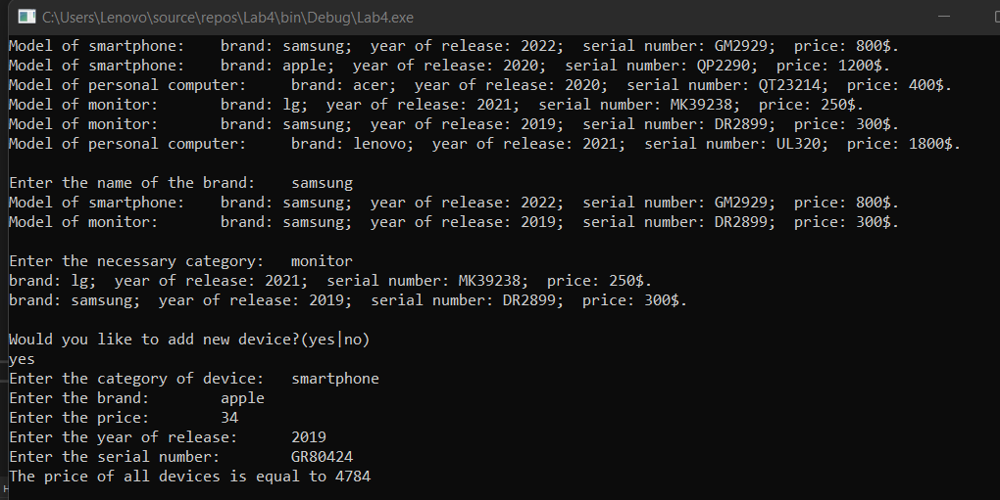 C:\Users\Lenovo\source\repos\Lab4\bin\Debug\Lab4.exe
Model of smartphone:    brand: samsung;  year of release: 2022;  serial number: GM2929;  price: 800$.
Model of smartphone:    brand: apple;  year of release: 2020;  serial number: QP2290;  price: 1200$.
Model of personal computer:     brand: acer;  year of release: 2020;  serial number: QT23214;  price: 400$.
Model of monitor:       brand: lg;  year of release: 2021;  serial number: MK39238;  price: 250$.
Model of monitor:       brand: samsung;  year of release: 2019;  serial number: DR2899;  price: 300$.
Model of personal computer:     brand: lenovo;  year of release: 2021;  serial number: UL320;  price: 1800$.
Enter the name of the brand:    samsung
Model of smartphone:    brand: samsung;  year of release: 2022;  serial number: GM2929;  price: 800$.
Model of monitor:       brand: samsung;  year of release: 2019;  serial number: DR2899;  price: 300$.
Enter the necessary category:   monitor
brand: lg;  year of release: 2021;  serial number: MK39238;  price: 250$.
brand: samsung;  year of release: 2019;  serial number: DR2899;  price: 300$.
Would you like to add new device?(yes|no)
yes
Enter the category of device:   smartphone
Enter the brand:        apple
Enter the price:        34
Enter the year of release:      2019
Enter the serial number:        GR80424
The price of all devices is equal to 4784